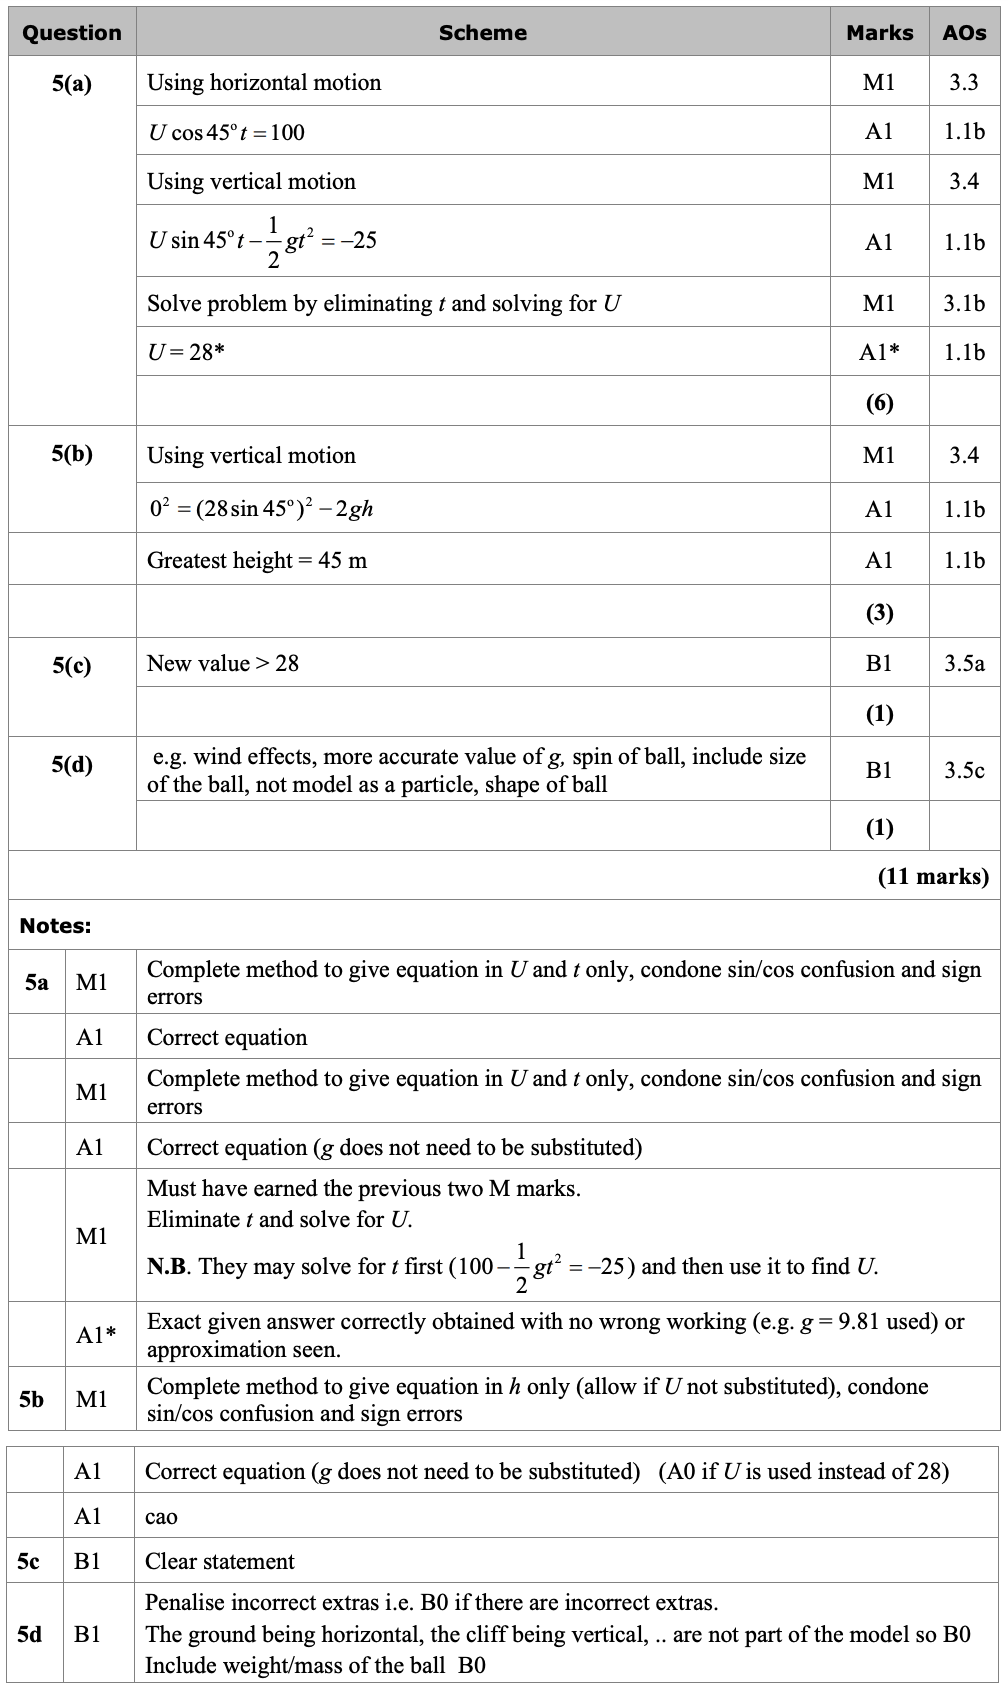 Question Scheme Marks AOs
5(a) Using horizontal motion M1 3.3
U cos 45° t = 100 A1 1.1b
Using vertical motion M1 3.4
U sin 45° t − 1/2 gt² = −25 A1 1.1b
Solve problem by eliminating t and solving for U M1 3.1b
U = 28* A1* 1.1b
(6)
5(b) Using vertical motion M1 3.4
0² = (28 sin 45°)² − 2gh A1 1.1b
Greatest height = 45 m A1 1.1b
(3)
5(c) New value > 28 B1 3.5a
(1)
5(d) e.g. wind effects, more accurate value of g, spin of ball, include size
of the ball, not model as a particle, shape of ball B1 3.5c
(1)
(11 marks)
Notes:
5a M1 Complete method to give equation in U and t only, condone sin/cos confusion and sign
errors
A1 Correct equation
M1 Complete method to give equation in U and t only, condone sin/cos confusion and sign
errors
A1 Correct equation (g does not need to be substituted)
M1 Must have earned the previous two M marks.
Eliminate t and solve for U.
N.B. They may solve for t first (100 − 1/2 gt² = −25) and then use it to find U.
A1* Exact given answer correctly obtained with no wrong working (e.g. g = 9.81 used) or
approximation seen.
5b M1 Complete method to give equation in h only (allow if U not substituted), condone
sin/cos confusion and sign errors
A1 Correct equation (g does not need to be substituted) (A0 if U is used instead of 28)
A1 cao
5c B1 Clear statement
5d B1 Penalise incorrect extras i.e. B0 if there are incorrect extras.
The ground being horizontal, the cliff being vertical, .. are not part of the model so B0
Include weight/mass of the ball B0